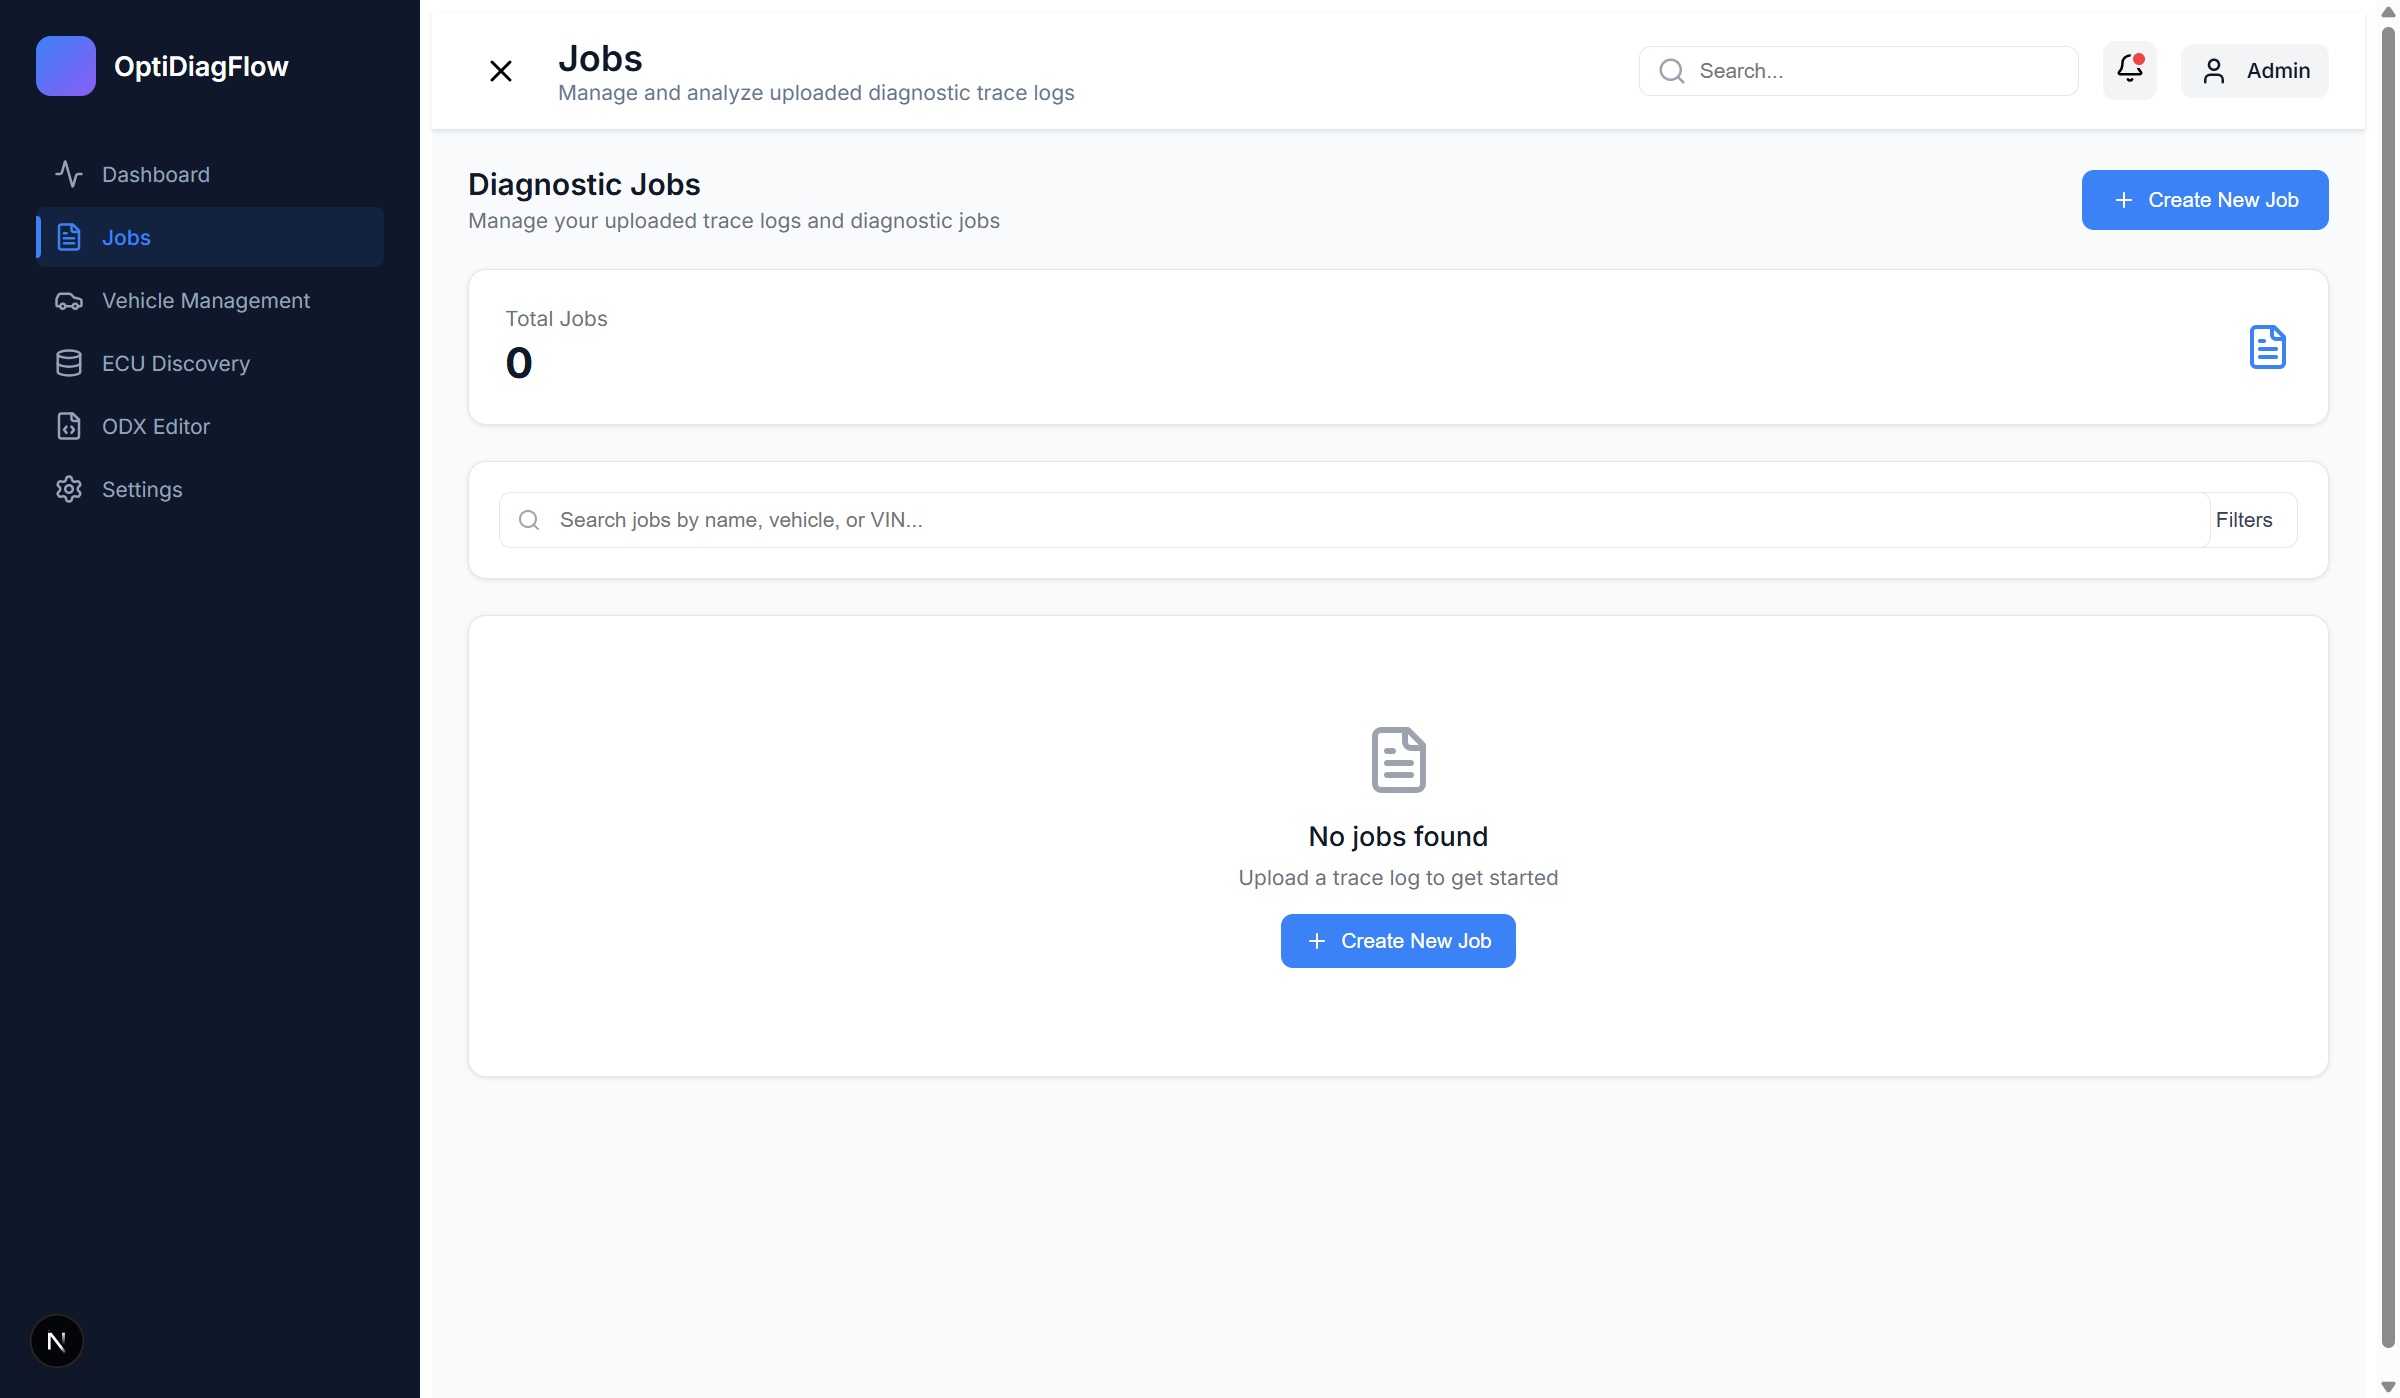 OptiDiagFlow
Dashboard
Jobs
Vehicle Management
ECU Discovery
ODX Editor
Settings
N
Jobs
Manage and analyze uploaded diagnostic trace logs
Search...
Admin
Diagnostic Jobs
Manage your uploaded trace logs and diagnostic jobs
Create New Job
Total Jobs
0
Search jobs by name, vehicle, or VIN...
Filters
No jobs found
Upload a trace log to get started
Create New Job